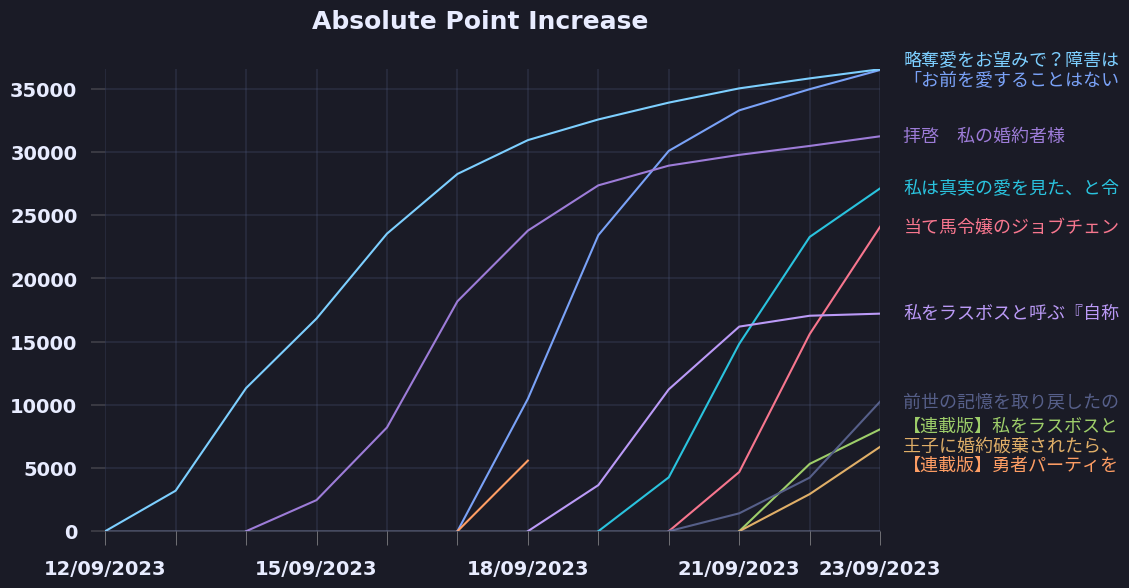 Absolute Point Increase
略奪愛をお望みで？障害は
「お前を愛することはない
35000
拝啓　私の婚約者様
30000
私は真実の愛を見た、と令
25000
当て馬令嬢のジョブチェン
20000
私をラスボスと呼ぶ『自称
15000
前世の記憶を取り戻したの
10000
【連載版】私をラスボスと
王子に婚約破棄されたら、
【連載版】勇者パーティを
5000
0
12/09/2023 15/09/2023 18/09/2023 21/09/2023 23/09/2023